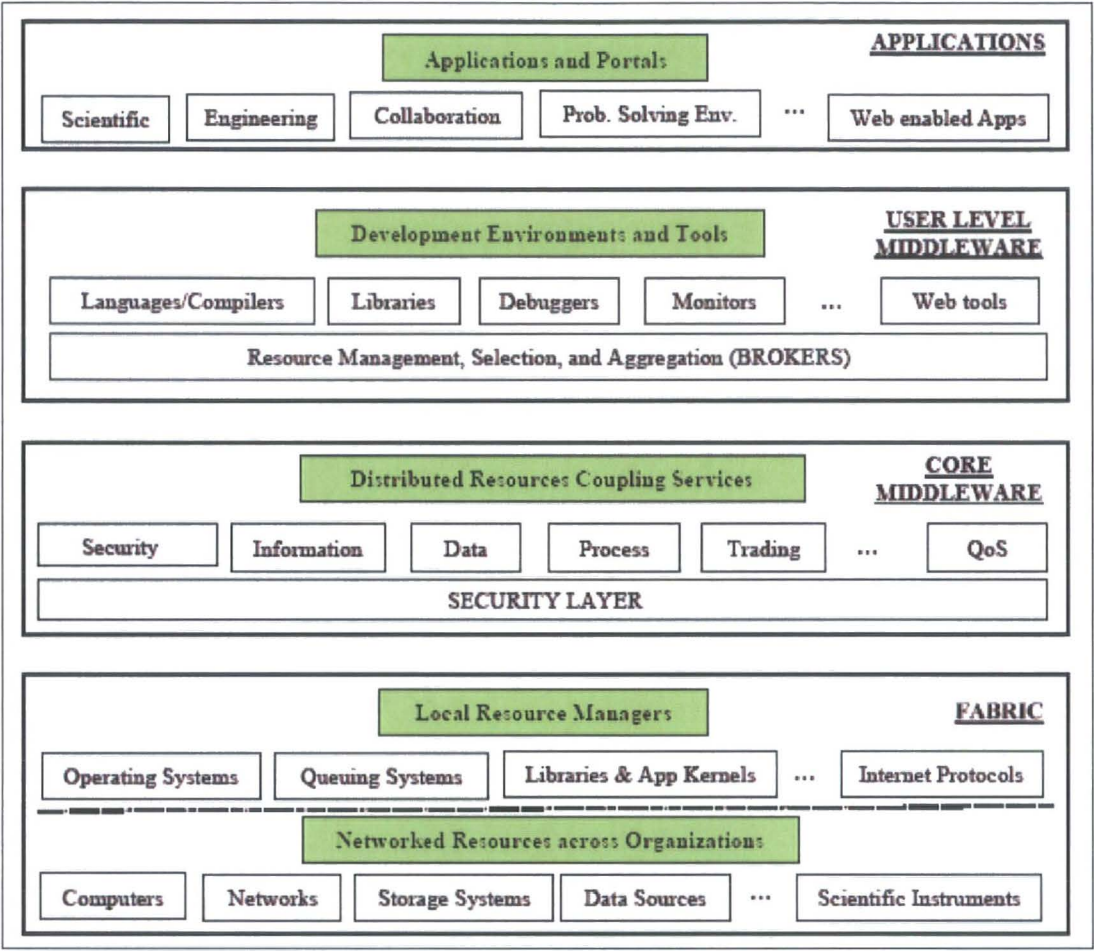 APPLICATIONS
Applications and Portals
Scientific
Engineering
Collaboration
Prob. Solving Env.
...
Web enabled Apps
USER LEVEL
MIDDLEWARE
Development Environments and Tools
Languages/Compilers
Libraries
Debuggers
Monitors
...
Web tools
Resource Management, Selection, and Aggregation (BROKERS)
CORE
MIDDLEWARE
Distributed Resources Coupling Services
Security
Information
Data
Process
Trading
...
QoS
SECURITY LAYER
FABRIC
Local Resource Managers
Operating Systems
Queuing Systems
Libraries & App Kernels
...
Internet Protocols
Networked Resources across Organizations
Computers
Networks
Storage Systems
Data Sources
...
Scientific Instruments